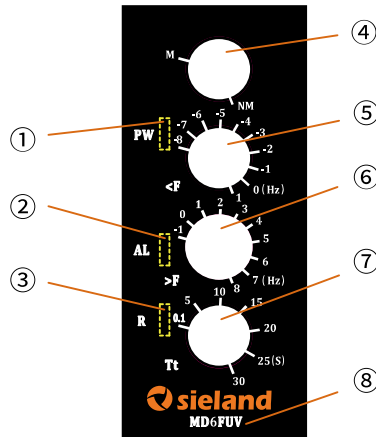 ④
M
NM
⑤
①
PW
-8 -7 -6 -5 -4 -3 -2 -1 0(Hz) 1
<F
⑥
②
AL
-1 0 1 2 3 4 5 6 7(Hz) 8
>F
⑦
③
R
0.1 5 10 15 20 25(S) 30
Tt
sieland
MD6FUV
⑧